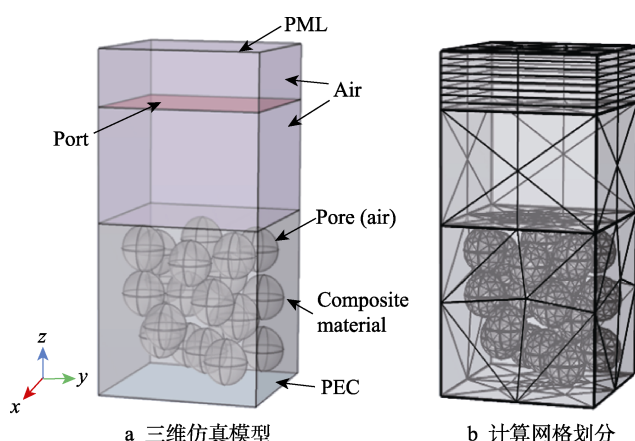 PML
Air
Port
Pore (air)
Composite
material
PEC
z
y
x
a 三维仿真模型
b 计算网格划分